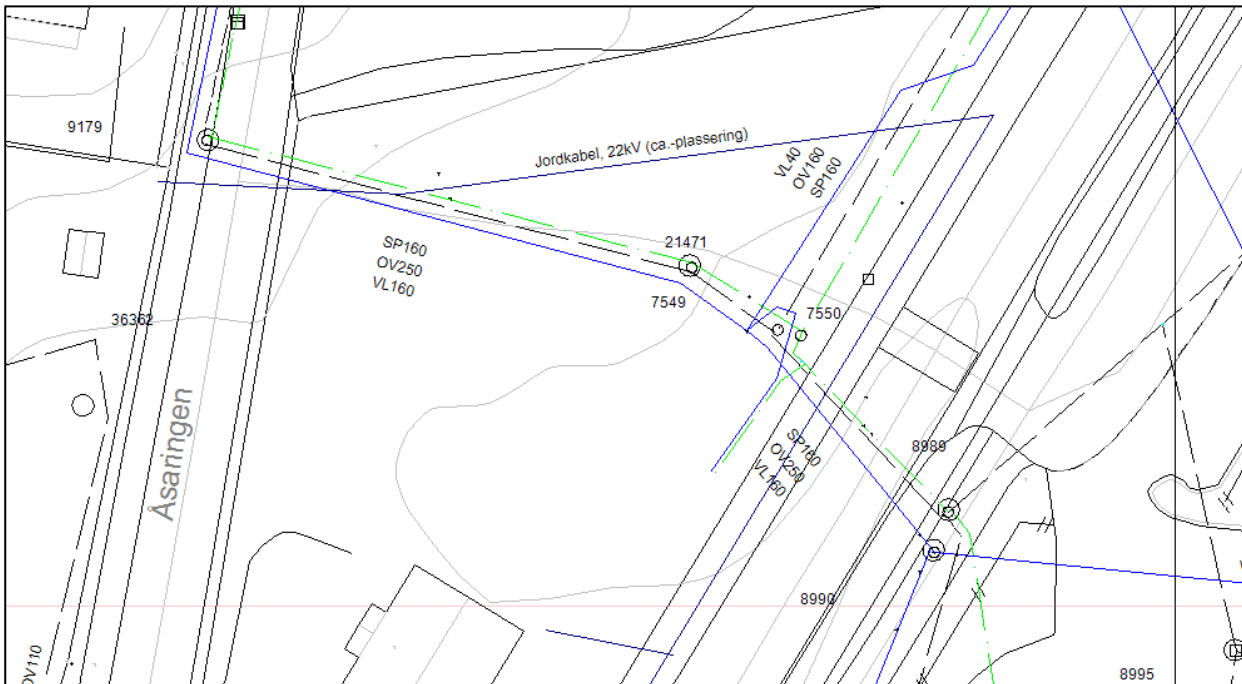 9179
Jordkabel, 22kV (ca.-plassering)
VL40
OV160
SP160
21471
SP160
OV250
VL160
7549
7550
36362
Åsaringen
SP160
OV250
VL160
8989
8990
OV110
8995